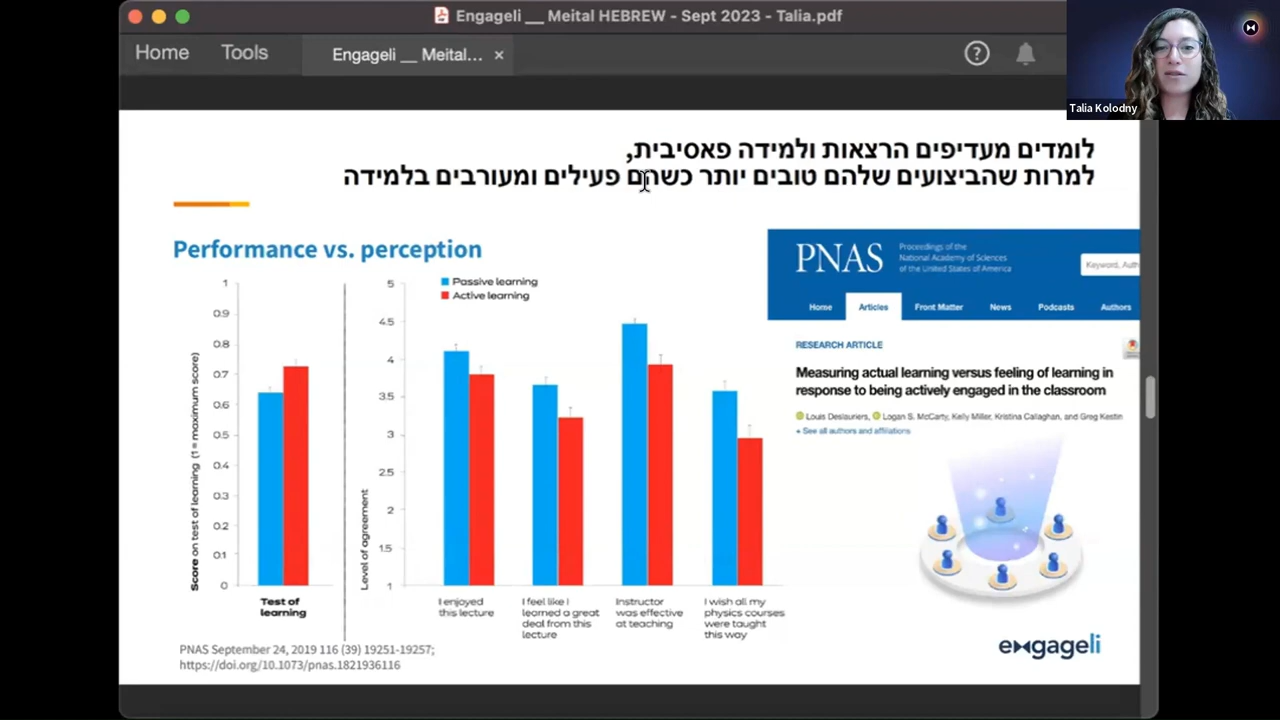 Engageli __ Meital HEBREW - Sept 2023 - Talia.pdf
Home
Tools
Engageli __ Meital... ×
?
Talia Kolodny
לומדים מעדיפים הרצאות ולמידה פאסיבית,
למרות שהביצועים שלהם טובים יותר כשהם פעילים ומעורבים בלמידה
Performance vs. perception
Score on test of learning (1 = maximum score)
1
0.9
0.8
0.7
0.6
0.5
0.4
0.3
0.2
0.1
0
Test of
learning
Level of agreement
5
4.5
4
3.5
3
2.5
2
1.5
1
Passive learning
Active learning
I enjoyed
this lecture
I feel like I
learned a great
deal from this
lecture
Instructor
was effective
at teaching
I wish all my
physics courses
were taught
this way
PNAS September 24, 2019 116 (39) 19251-19257;
https://doi.org/10.1073/pnas.1821936116
PNAS
Proceedings of the
National Academy of Sciences
of the United States of America
Keyword, Auth
Home
Articles
Front Matter
News
Podcasts
Authors
RESEARCH ARTICLE
Measuring actual learning versus feeling of learning in
response to being actively engaged in the classroom
Louis Deslauriers, Logan S. McCarty, Kelly Miller, Kristina Callaghan, and Greg Kestin
+ See all authors and affiliations
engageli